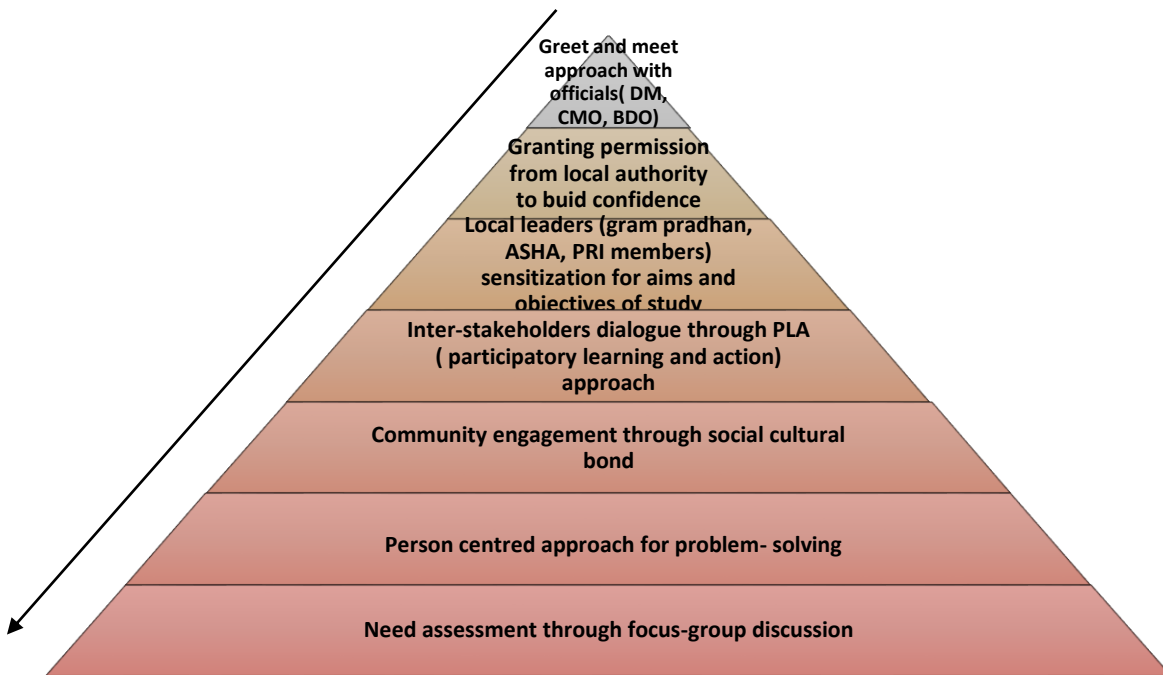 Greet and meet
approach with
officials( DM,
CMO, BDO)
Granting permission
from local authority
to buid confidence
Local leaders (gram pradhan,
ASHA, PRI members)
sensitization for aims and
objectives of study
Inter-stakeholders dialogue through PLA
( participatory learning and action)
approach
Community engagement through social cultural
bond
Person centred approach for problem- solving
Need assessment through focus-group discussion